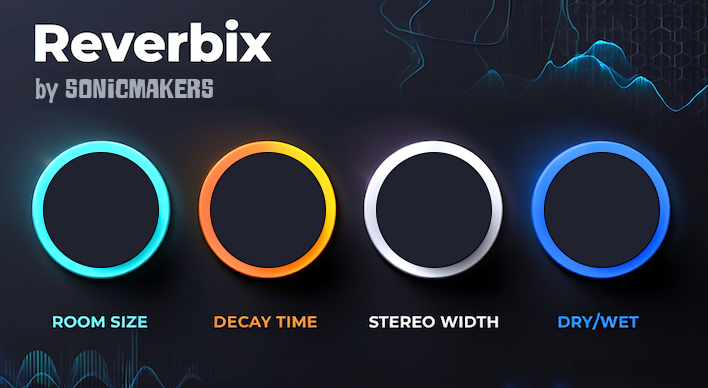 Reverbix
by SONiCMAKERS
ROOM SIZE
DECAY TIME
STEREO WIDTH
DRY/WET